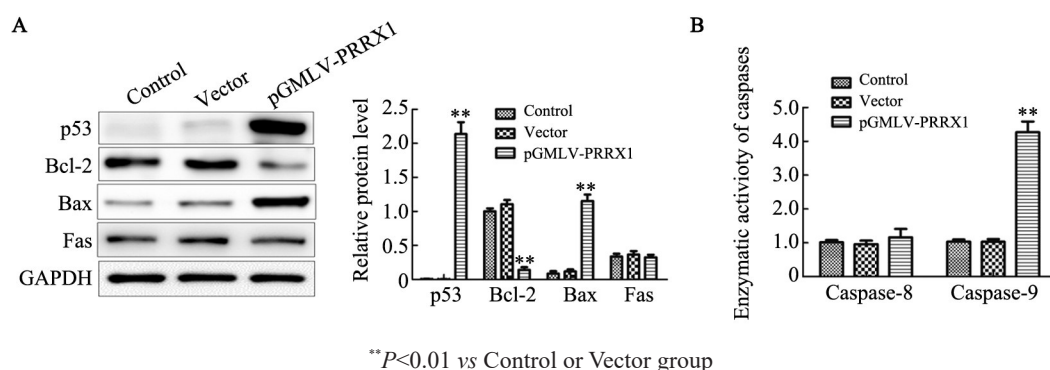 A
Control
Vector
pGMLV-PRRX1
p53
Bcl-2
Bax
Fas
GAPDH
Relative protein level
2.5
2.0
1.5
1.0
0.5
0
Control
Vector
pGMLV-PRRX1
**
**
**
p53 Bcl-2 Bax Fas
B
Enzymatic activioty of caspases
5.0
4.0
3.0
2.0
1.0
0
Control
Vector
pGMLV-PRRX1
**
Caspase-8 Caspase-9
**P<0.01 vs Control or Vector group